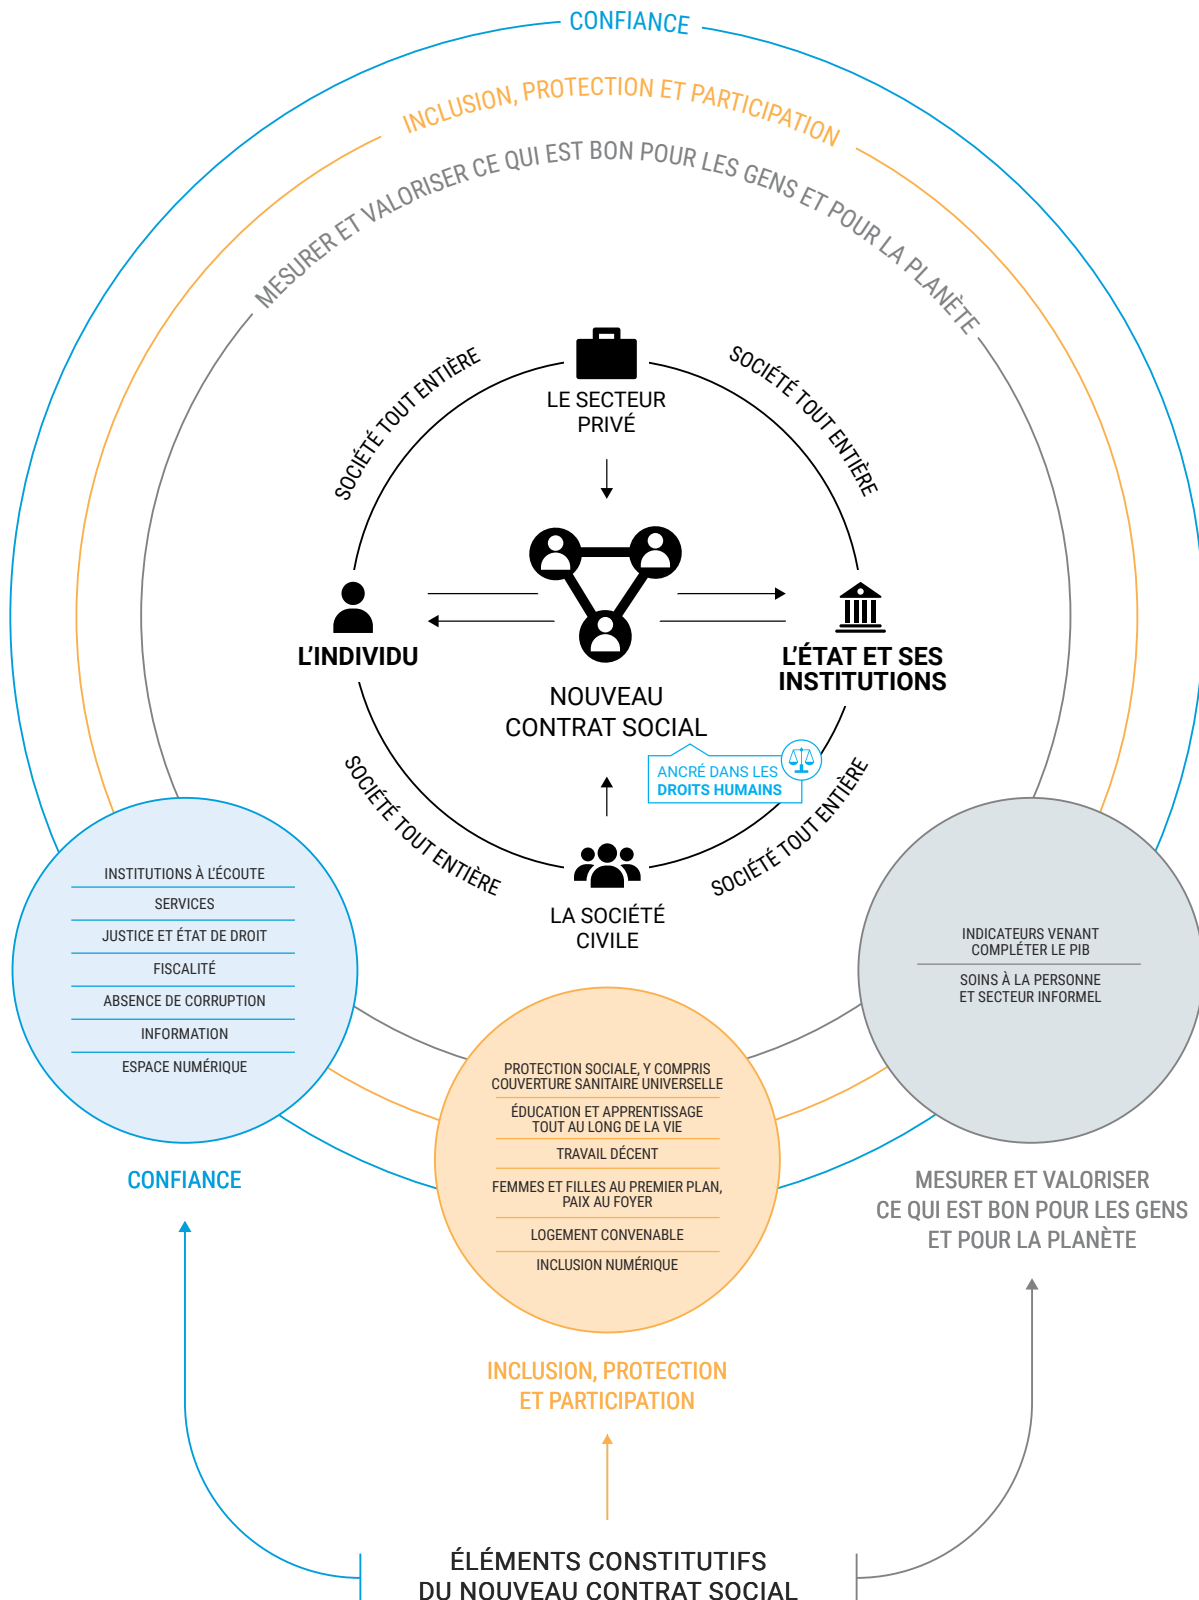 CONFIANCE
INCLUSION, PROTECTION ET PARTICIPATION
MESURER ET VALORISER CE QUI EST BON POUR LES GENS ET POUR LA PLANÈTE
SOCIÉTÉ TOUT ENTIÈRE
SOCIÉTÉ TOUT ENTIÈRE
LE SECTEUR
PRIVÉ
L'INDIVIDU
L'ÉTAT ET SES
INSTITUTIONS
NOUVEAU
CONTRAT SOCIAL
ANCRÉ DANS LES
DROITS HUMAINS
SOCIÉTÉ TOUT ENTIÈRE
SOCIÉTÉ TOUT ENTIÈRE
LA SOCIÉTÉ
CIVILE
INSTITUTIONS À L'ÉCOUTE
SERVICES
JUSTICE ET ÉTAT DE DROIT
FISCALITÉ
ABSENCE DE CORRUPTION
INFORMATION
ESPACE NUMÉRIQUE
CONFIANCE
PROTECTION SOCIALE, Y COMPRIS
COUVERTURE SANITAIRE UNIVERSELLE
ÉDUCATION ET APPRENTISSAGE
TOUT AU LONG DE LA VIE
TRAVAIL DÉCENT
FEMMES ET FILLES AU PREMIER PLAN,
PAIX AU FOYER
LOGEMENT CONVENABLE
INCLUSION NUMÉRIQUE
INCLUSION, PROTECTION
ET PARTICIPATION
INDICATEURS VENANT
COMPLÉTER LE PIB
SOINS À LA PERSONNE
ET SECTEUR INFORMEL
MESURER ET VALORISER
CE QUI EST BON POUR LES GENS
ET POUR LA PLANÈTE
ÉLÉMENTS CONSTITUTIFS
DU NOUVEAU CONTRAT SOCIAL